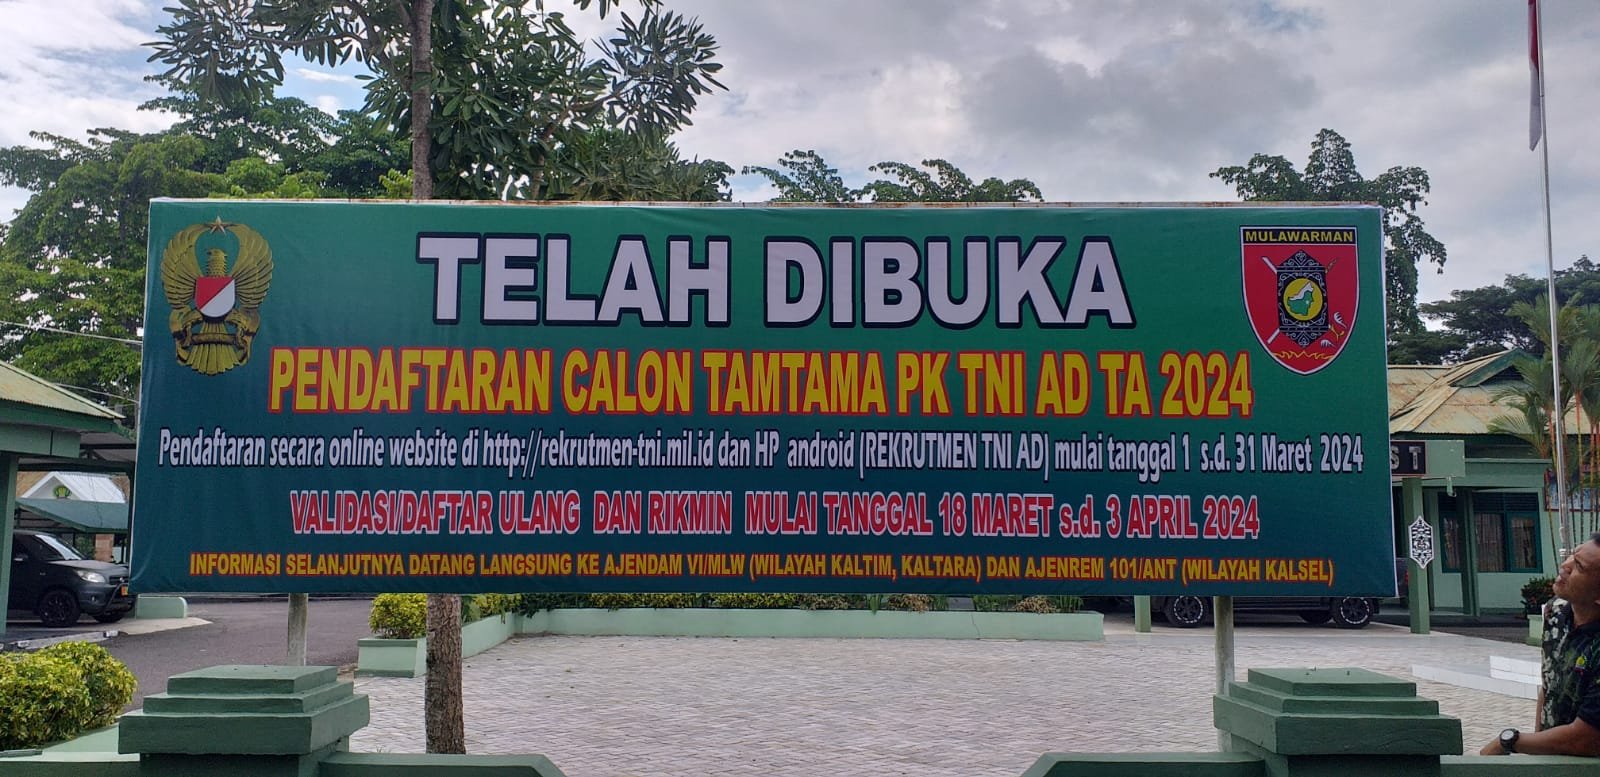 TELAH DIBUKA
MULAWARMAN
PENDAFTARAN CALON TAMTAMA PK TNI AD TA 2024
Pendaftaran secara online website di http://rekrutmen-tni.mil.id dan HP android (REKRUTMEN TNI AD) mulai tanggal 1 s.d. 31 Maret 2024
VALIDASI/DAFTAR ULANG DAN RIKMIN MULAI TANGGAL 18 MARET s.d. 3 APRIL 2024
INFORMASI SELANJUTNYA DATANG LANGSUNG KE AJENDAM VI/MLW (WILAYAH KALTIM, KALTARA) DAN AJENREM 101/ANT (WILAYAH KALSEL)